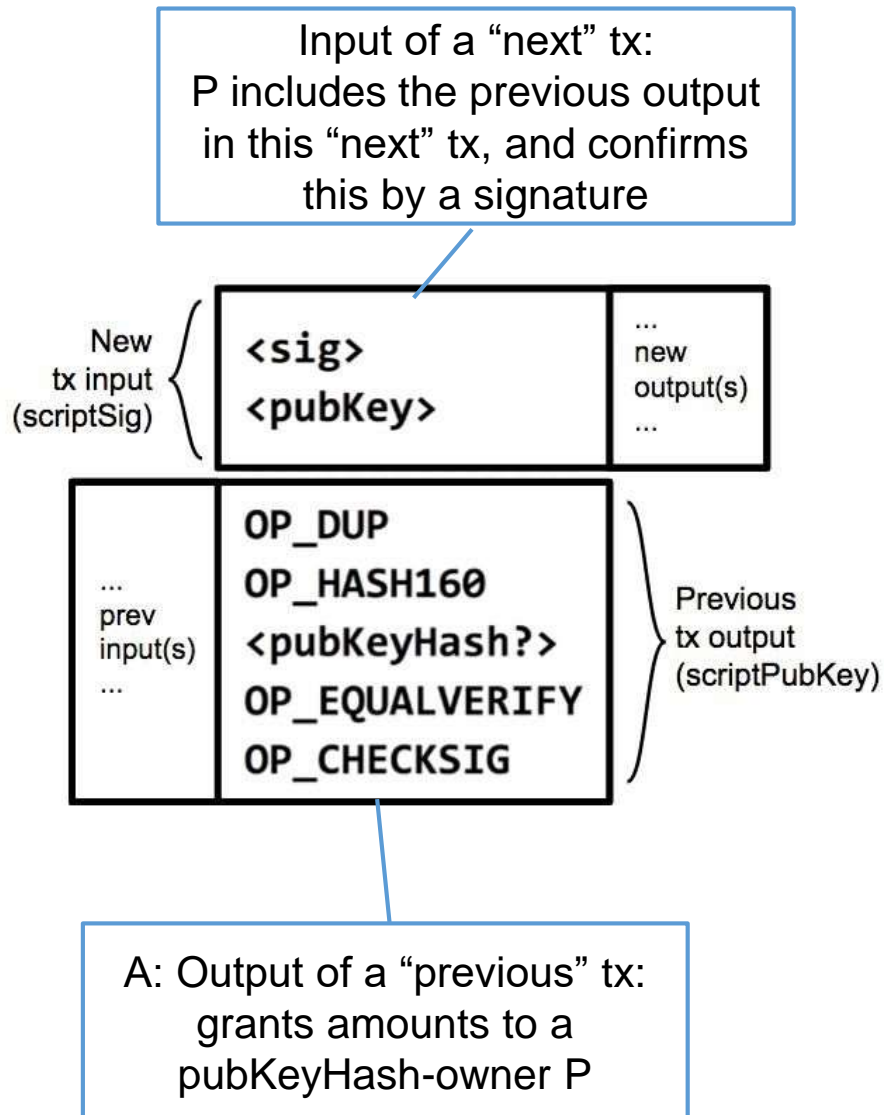 Input of a “next” tx:
P includes the previous output
in this “next” tx, and confirms
this by a signature
New
tx input
(scriptSig)
<sig>
<pubKey>
...
new
output(s)
...
...
prev
input(s)
...
OP_DUP
OP_HASH160
<pubKeyHash?>
OP_EQUALVERIFY
OP_CHECKSIG
Previous
tx output
(scriptPubKey)
A: Output of a “previous” tx:
grants amounts to a
pubKeyHash-owner P